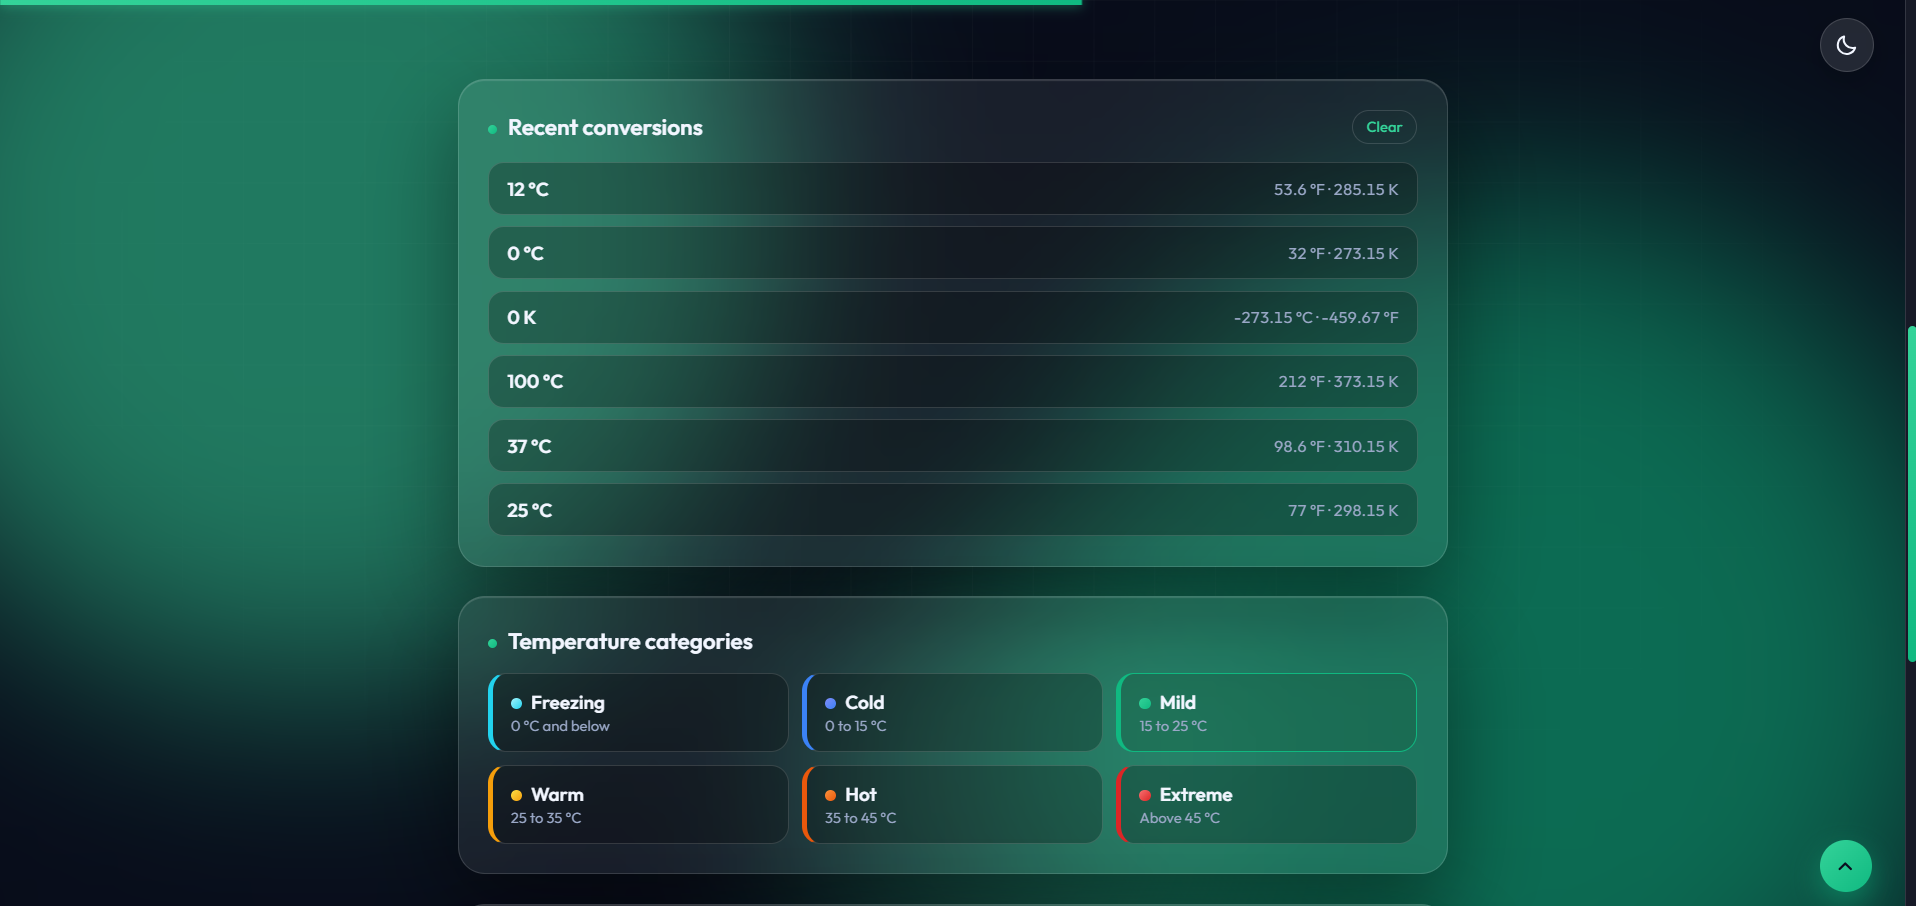 Recent conversions
Clear
12 °C
53.6 °F · 285.15 K
0 °C
32 °F · 273.15 K
0 K
-273.15 °C · -459.67 °F
100 °C
212 °F · 373.15 K
37 °C
98.6 °F · 310.15 K
25 °C
77 °F · 298.15 K
Temperature categories
Freezing
0 °C and below
Cold
0 to 15 °C
Mild
15 to 25 °C
Warm
25 to 35 °C
Hot
35 to 45 °C
Extreme
Above 45 °C